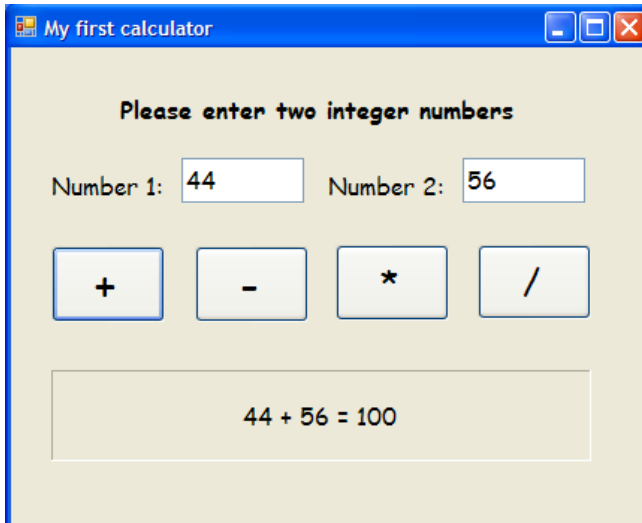 My first calculator
Please enter two integer numbers
Number 1: 44 Number 2: 56
+ - * /
44 + 56 = 100